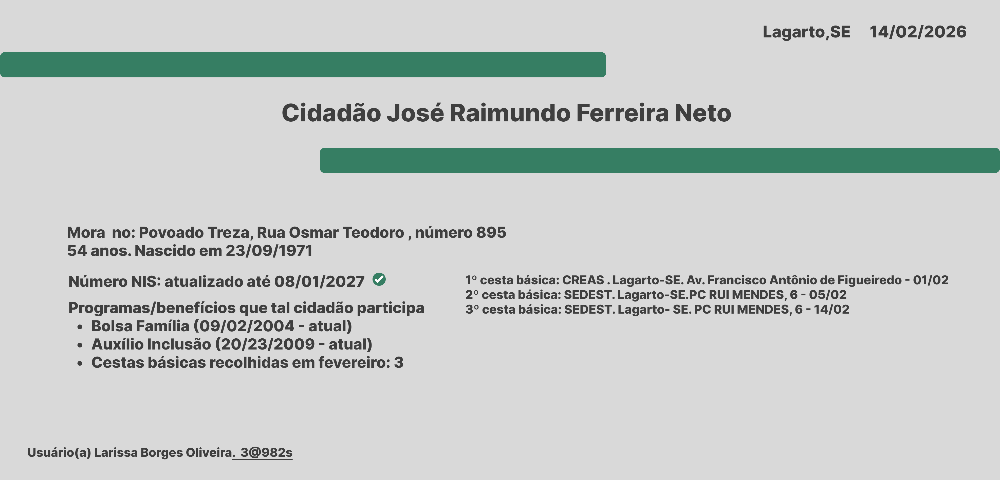 Lagarto,SE 14/02/2026
Cidadão José Raimundo Ferreira Neto
Mora  no: Povoado Treza, Rua Osmar Teodoro , número 895
54 anos. Nascido em 23/09/1971
Número NIS: atualizado até 08/01/2027
Programas/benefícios que tal cidadão participa
• Bolsa Família (09/02/2004 - atual)
• Auxílio Inclusão (20/23/2009 - atual)
• Cestas básicas recolhidas em fevereiro: 3
1º cesta básica: CREAS . Lagarto-SE. Av. Francisco Antônio de Figueiredo - 01/02
2º cesta básica: SEDEST. Lagarto-SE.PC RUI MENDES, 6 - 05/02
3º cesta básica: SEDEST. Lagarto- SE. PC RUI MENDES, 6 - 14/02
Usuário(a) Larissa Borges Oliveira.  3@982s